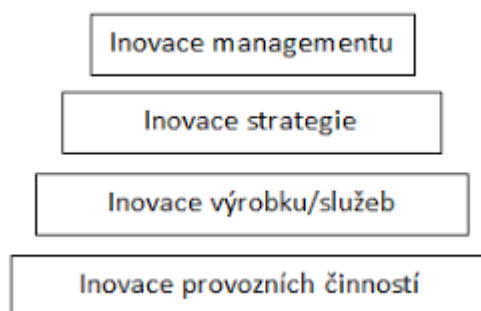 Inovace managementu
Inovace strategie
Inovace výrobku/služeb
Inovace provozních činností